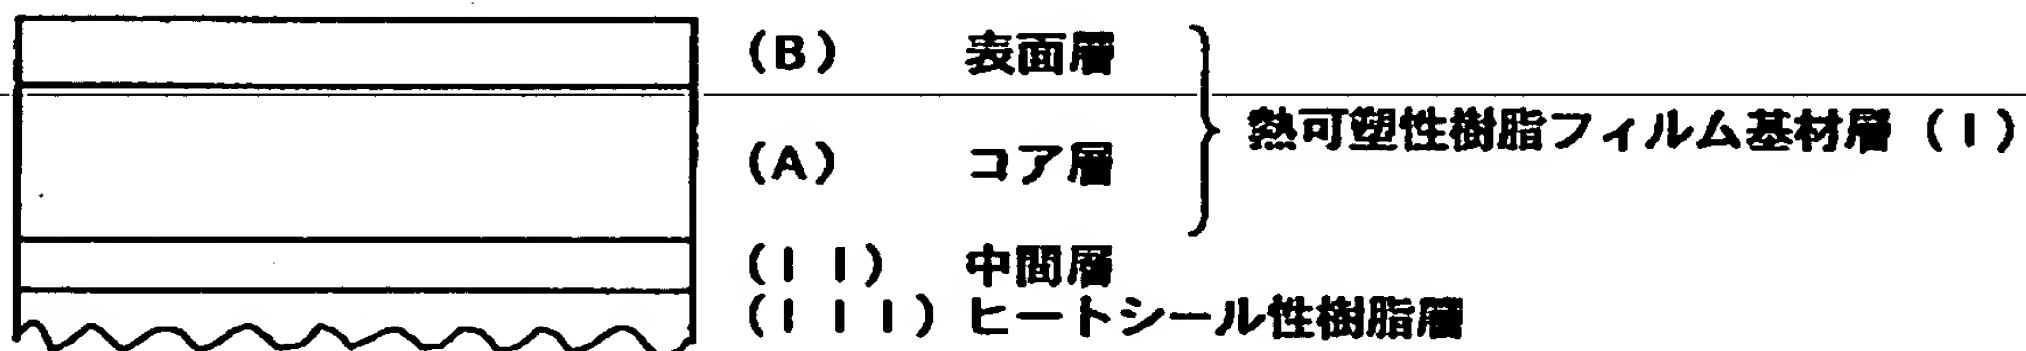 (B) 表面層
熱可塑性樹脂フィルム基材層 (I)
(A) コア層
(II) 中間層
(III) ヒートシール性樹脂層